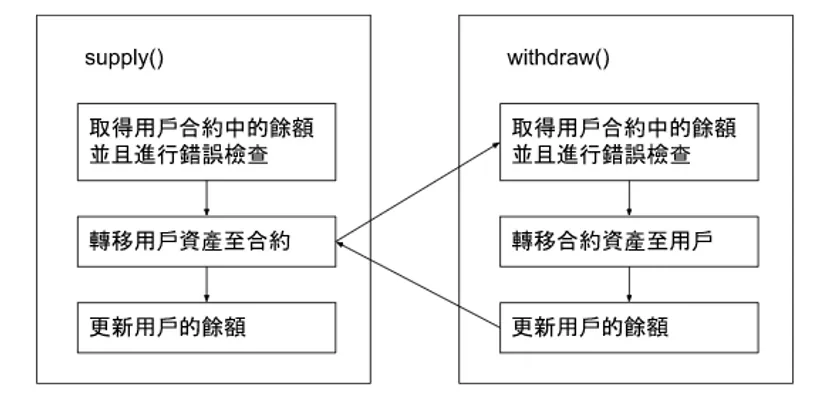 supply()
取得用戶合約中的餘額
並且進行錯誤檢查
轉移用戶資產至合約
更新用戶的餘額
withdraw()
取得用戶合約中的餘額
並且進行錯誤檢查
轉移合約資產至用戶
更新用戶的餘額